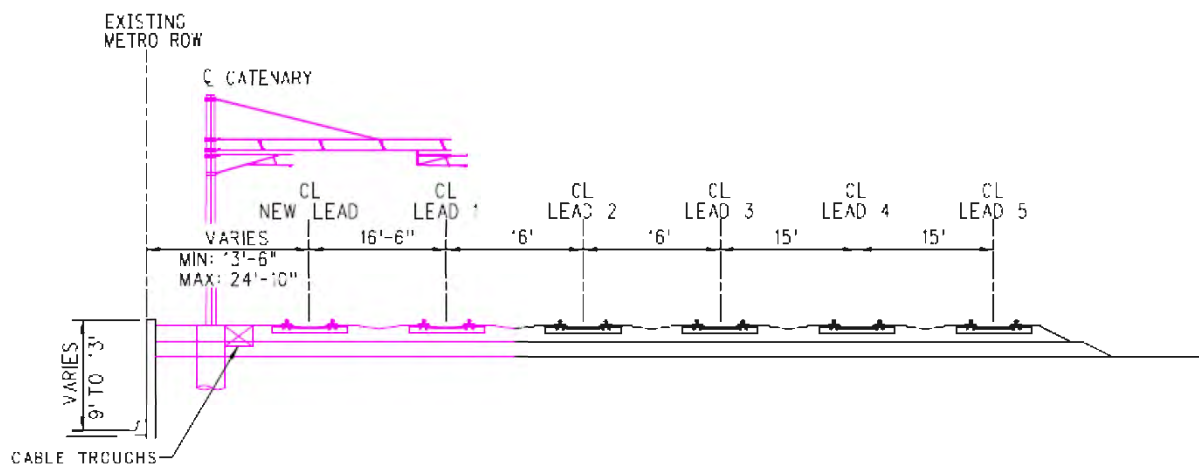 EXISTING
METRO ROW
℄ CATENARY
CL
NEW LEAD
CL
LEAD 1
CL
LEAD 2
CL
LEAD 3
CL
LEAD 4
CL
LEAD 5
VARIES
MIN: 13'-6"
MAX: 24'-10"
16'-6"
16'
16'
15'
15'
VARIES
9' TO 13'
CABLE TROUGHS